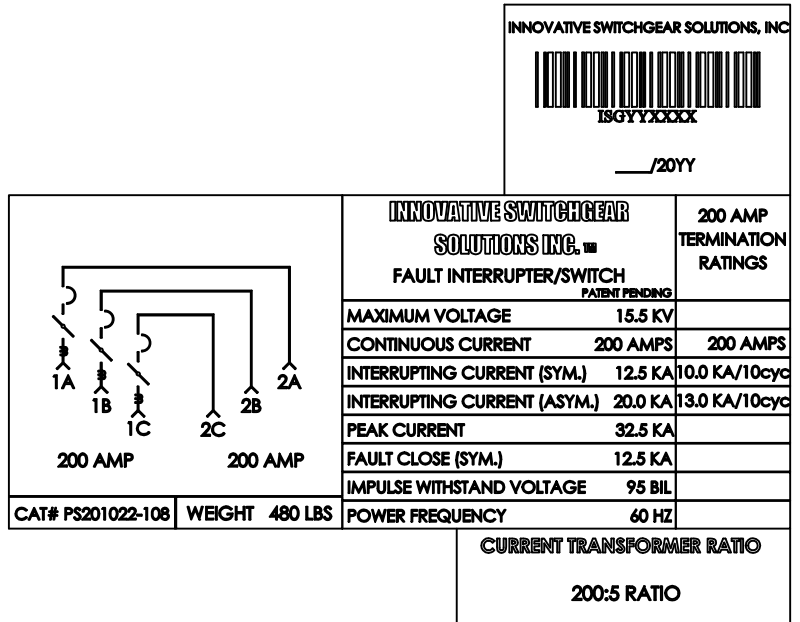 INNOVATIVE SWITCHGEAR SOLUTIONS, INC
ISGYYXXXX
____/20YY
INNOVATIVE SWITCHGEAR
SOLUTIONS INC. ™
FAULT INTERRUPTER/SWITCH
PATENT PENDING
200 AMP
TERMINATION
RATINGS
MAXIMUM VOLTAGE 15.5 KV
CONTINUOUS CURRENT 200 AMPS 200 AMPS
INTERRUPTING CURRENT (SYM.) 12.5 KA 10.0 KA/10cyc
INTERRUPTING CURRENT (ASYM.) 20.0 KA 13.0 KA/10cyc
PEAK CURRENT 32.5 KA
FAULT CLOSE (SYM.) 12.5 KA
IMPULSE WITHSTAND VOLTAGE 95 BIL
POWER FREQUENCY 60 HZ
1A 2A
1B 2B
1C 2C
200 AMP 200 AMP
CAT# PS201022-108 WEIGHT 480 LBS
CURRENT TRANSFORMER RATIO
200:5 RATIO